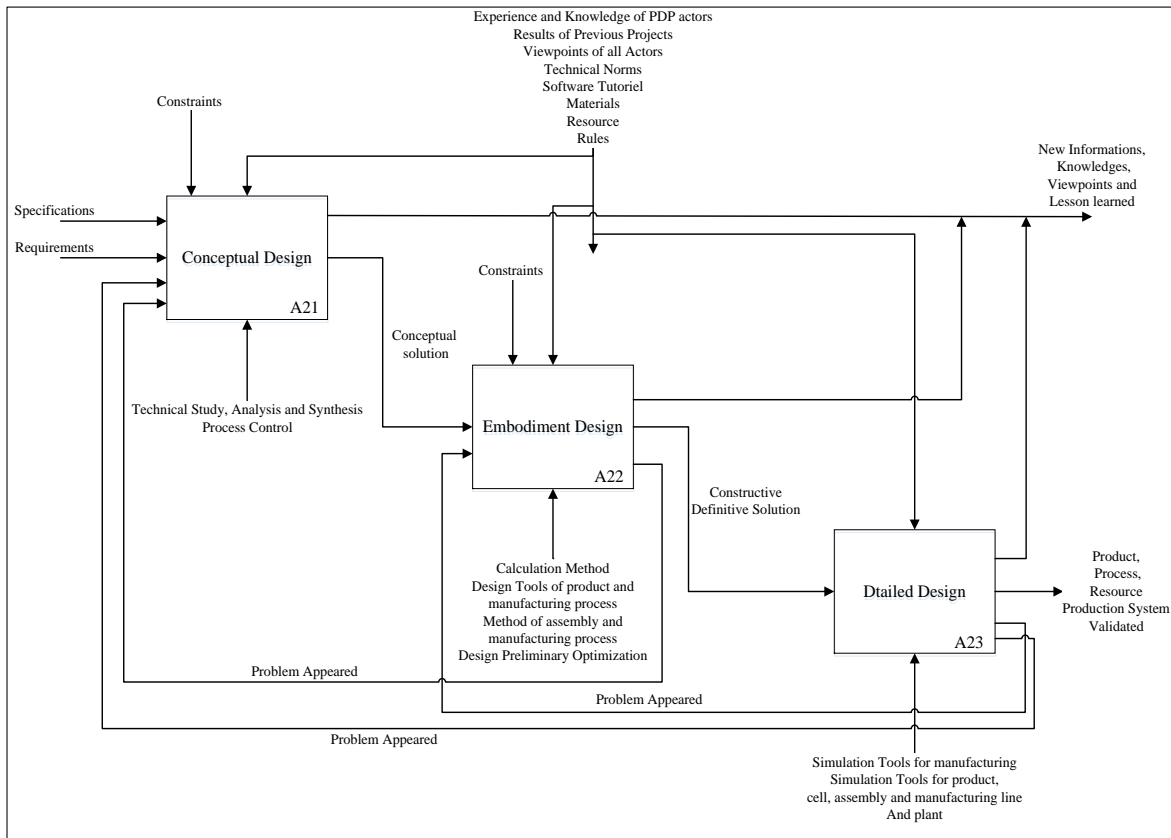 Experience and Knowledge of PDP actors
Results of Previous Projects
Viewpoints of all Actors
Technical Norms
Software Tutoriel
Materials
Resource
Rules
Constraints
New Informations,
Knowledges,
Viewpoints and
Lesson learned
Specifications
Requirements
Conceptual Design
A21
Constraints
Conceptual
solution
Technical Study, Analysis and Synthesis
Process Control
Embodiment Design
A22
Constructive
Definitive Solution
Calculation Method
Design Tools of product and
manufacturing process
Method of assembly and
manufacturing process
Design Preliminary Optimization
Dtailed Design
A23
Product,
Process,
Resource
Production System
Validated
Problem Appeared
Problem Appeared
Problem Appeared
Simulation Tools for manufacturing
Simulation Tools for product,
cell, assembly and manufacturing line
And plant